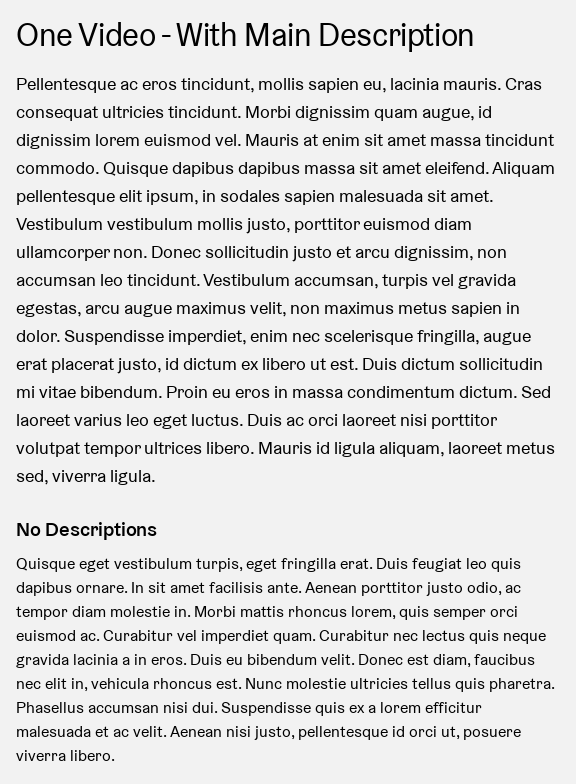 One Video - With Main Description
Pellentesque ac eros tincidunt, mollis sapien eu, lacinia mauris. Cras
consequat ultricies tincidunt. Morbi dignissim quam augue, id
dignissim lorem euismod vel. Mauris at enim sit amet massa tincidunt
commodo. Quisque dapibus dapibus massa sit amet eleifend. Aliquam
pellentesque elit ipsum, in sodales sapien malesuada sit amet.
Vestibulum vestibulum mollis justo, porttitor euismod diam
ullamcorper non. Donec sollicitudin justo et arcu dignissim, non
accumsan leo tincidunt. Vestibulum accumsan, turpis vel gravida
egestas, arcu augue maximus velit, non maximus metus sapien in
dolor. Suspendisse imperdiet, enim nec scelerisque fringilla, augue
erat placerat justo, id dictum ex libero ut est. Duis dictum sollicitudin
mi vitae bibendum. Proin eu eros in massa condimentum dictum. Sed
laoreet varius leo eget luctus. Duis ac orci laoreet nisi porttitor
volutpat tempor ultrices libero. Mauris id ligula aliquam, laoreet metus
sed, viverra ligula.
No Descriptions
Quisque eget vestibulum turpis, eget fringilla erat. Duis feugiat leo quis
dapibus ornare. In sit amet facilisis ante. Aenean porttitor justo odio, ac
tempor diam molestie in. Morbi mattis rhoncus lorem, quis semper orci
euismod ac. Curabitur vel imperdiet quam. Curabitur nec lectus quis neque
gravida lacinia a in eros. Duis eu bibendum velit. Donec est diam, faucibus
nec elit in, vehicula rhoncus est. Nunc molestie ultricies tellus quis pharetra.
Phasellus accumsan nisi dui. Suspendisse quis ex a lorem efficitur
malesuada et ac velit. Aenean nisi justo, pellentesque id orci ut, posuere
viverra libero.